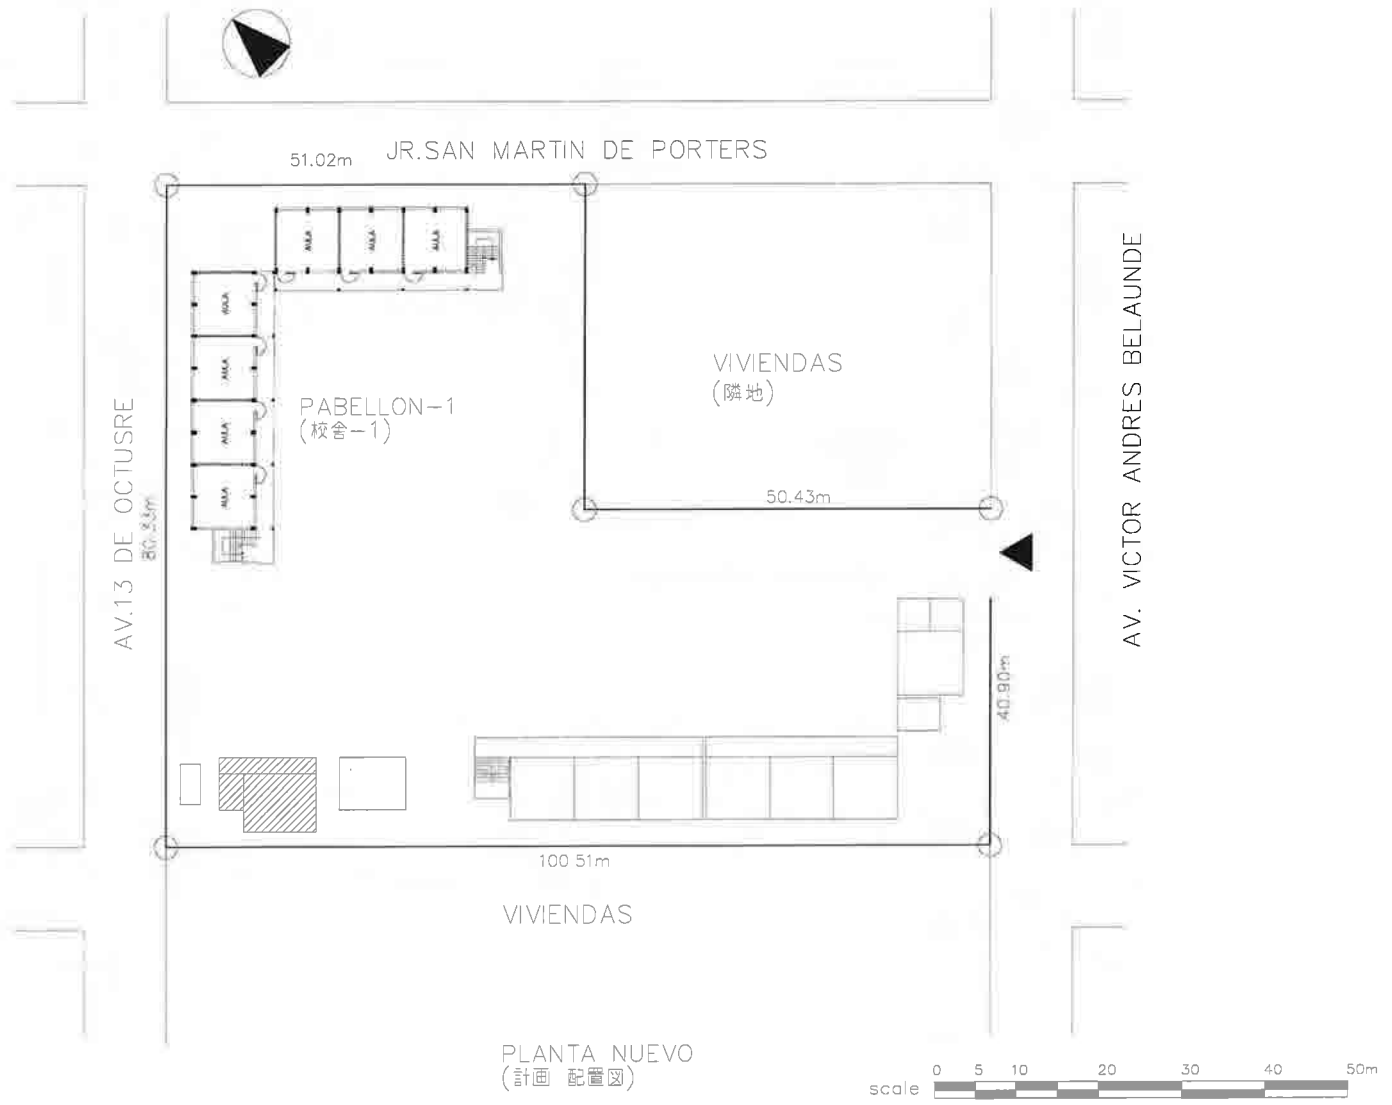 JR.SAN MARTIN DE PORTERS
51.02m
AULA
AULA
AULA
AULA
AULA
AULA
AULA
PABELLON-1
(校舎-1)
VIVIENDAS
(隣地)
50.43m
AV.13 DE OCTUSRE
AV. VICTOR ANDRES BELAUNDE
40.90m
100 51m
VIVIENDAS
PLANTA NUEVO
(計画 配置図)
scale 0 5 10 20 30 40 50m